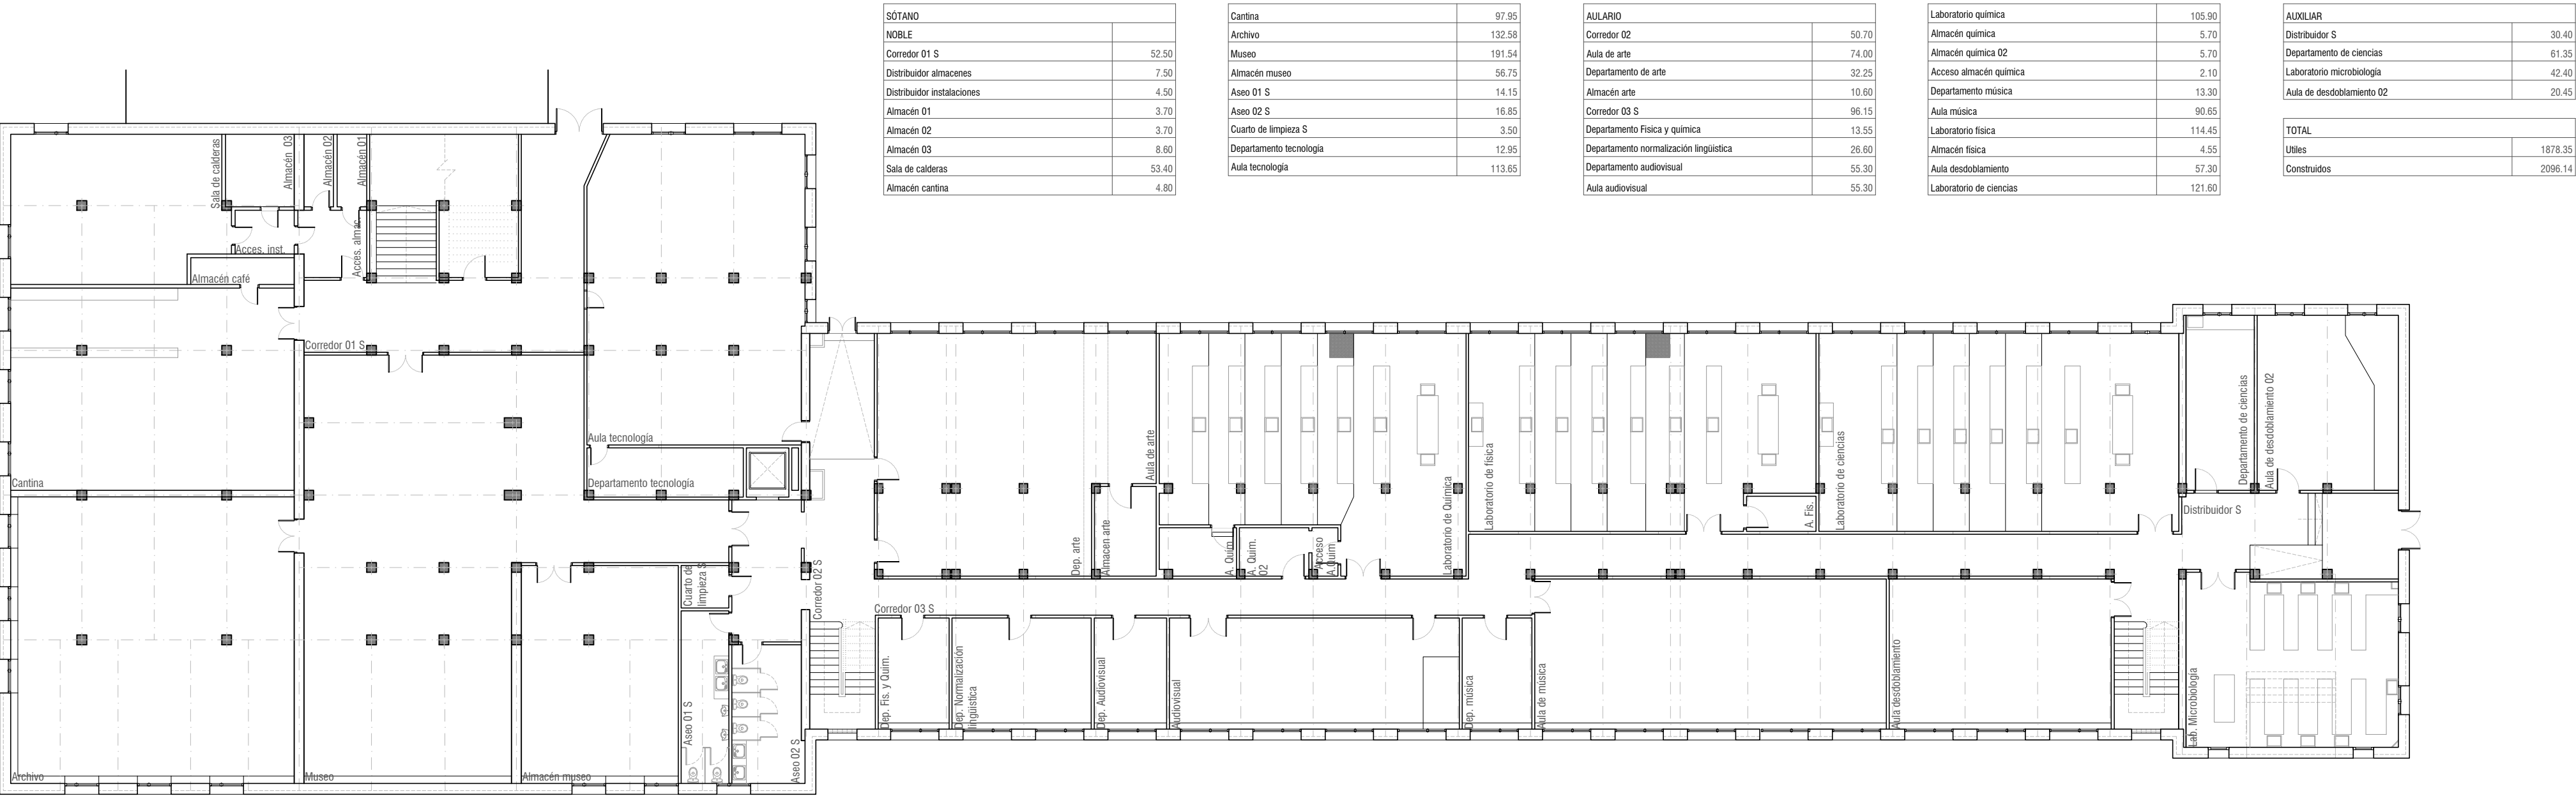 SÓTANO
NOBLE
Corredor 01 S 52.50
Distribuidor almacenes 7.50
Distribuidor instalaciones 4.50
Almacén 01 3.70
Almacén 02 3.70
Almacén 03 8.60
Sala de calderas 53.40
Almacén cantina 4.80
Cantina 97.95
Archivo 132.58
Museo 191.54
Almacén museo 56.75
Aseo 01 S 14.15
Aseo 02 S 16.85
Cuarto de limpieza S 3.50
Departamento tecnología 12.95
Aula tecnología 113.65
AULARIO
Corredor 02 50.70
Aula de arte 74.00
Departamento de arte 32.25
Almacén arte 10.60
Corredor 03 S 96.15
Departamento Fisica y química 13.55
Departamento normalización lingüistica 26.60
Departamento audiovisual 55.30
Aula audiovisual 55.30
Laboratorio química 105.90
Almacén química 5.70
Almacén química 02 5.70
Acceso almacén química 2.10
Departamento música 13.30
Aula música 90.65
Laboratorio física 114.45
Almacén física 4.55
Aula desdoblamiento 57.30
Laboratorio de ciencias 121.60
AUXILIAR
Distribuidor S 30.40
Departamento de ciencias 61.35
Laboratorio microbiología 42.40
Aula de desdoblamiento 02 20.45
TOTAL
Utiles 1878.35
Construidos 2096.14
Sala de calderas
Almacén 03
Almacén 02
Almacén 01
Acces. inst.
Acces. almac.
Almacén café
Corredor 01 S
Cantina
Aula tecnología
Departamento tecnología
Archivo
Museo
Almacén museo
Cuarto de
limpieza S
Aseo 01 S
Aseo 02 S
Corredor 02 S
Corredor 03 S
Dep. arte
Almacen arte
Aula de arte
A. Quim.
A. Quim.
02
Acceso
A.Quim
Laboratorio de Química
Laboratorio de física
A. Fis.
Laboratorio de ciencias
Departamento de ciencias
Aula de desdoblamiento 02
Distribuidor S
Dep. Fis. y Quim.
Dep. Normalización
lingüistica
Dep. Audiovisual
Audiovisual
Dep. música
Aula de música
Aula desdoblamiento
Lab. Microbiología